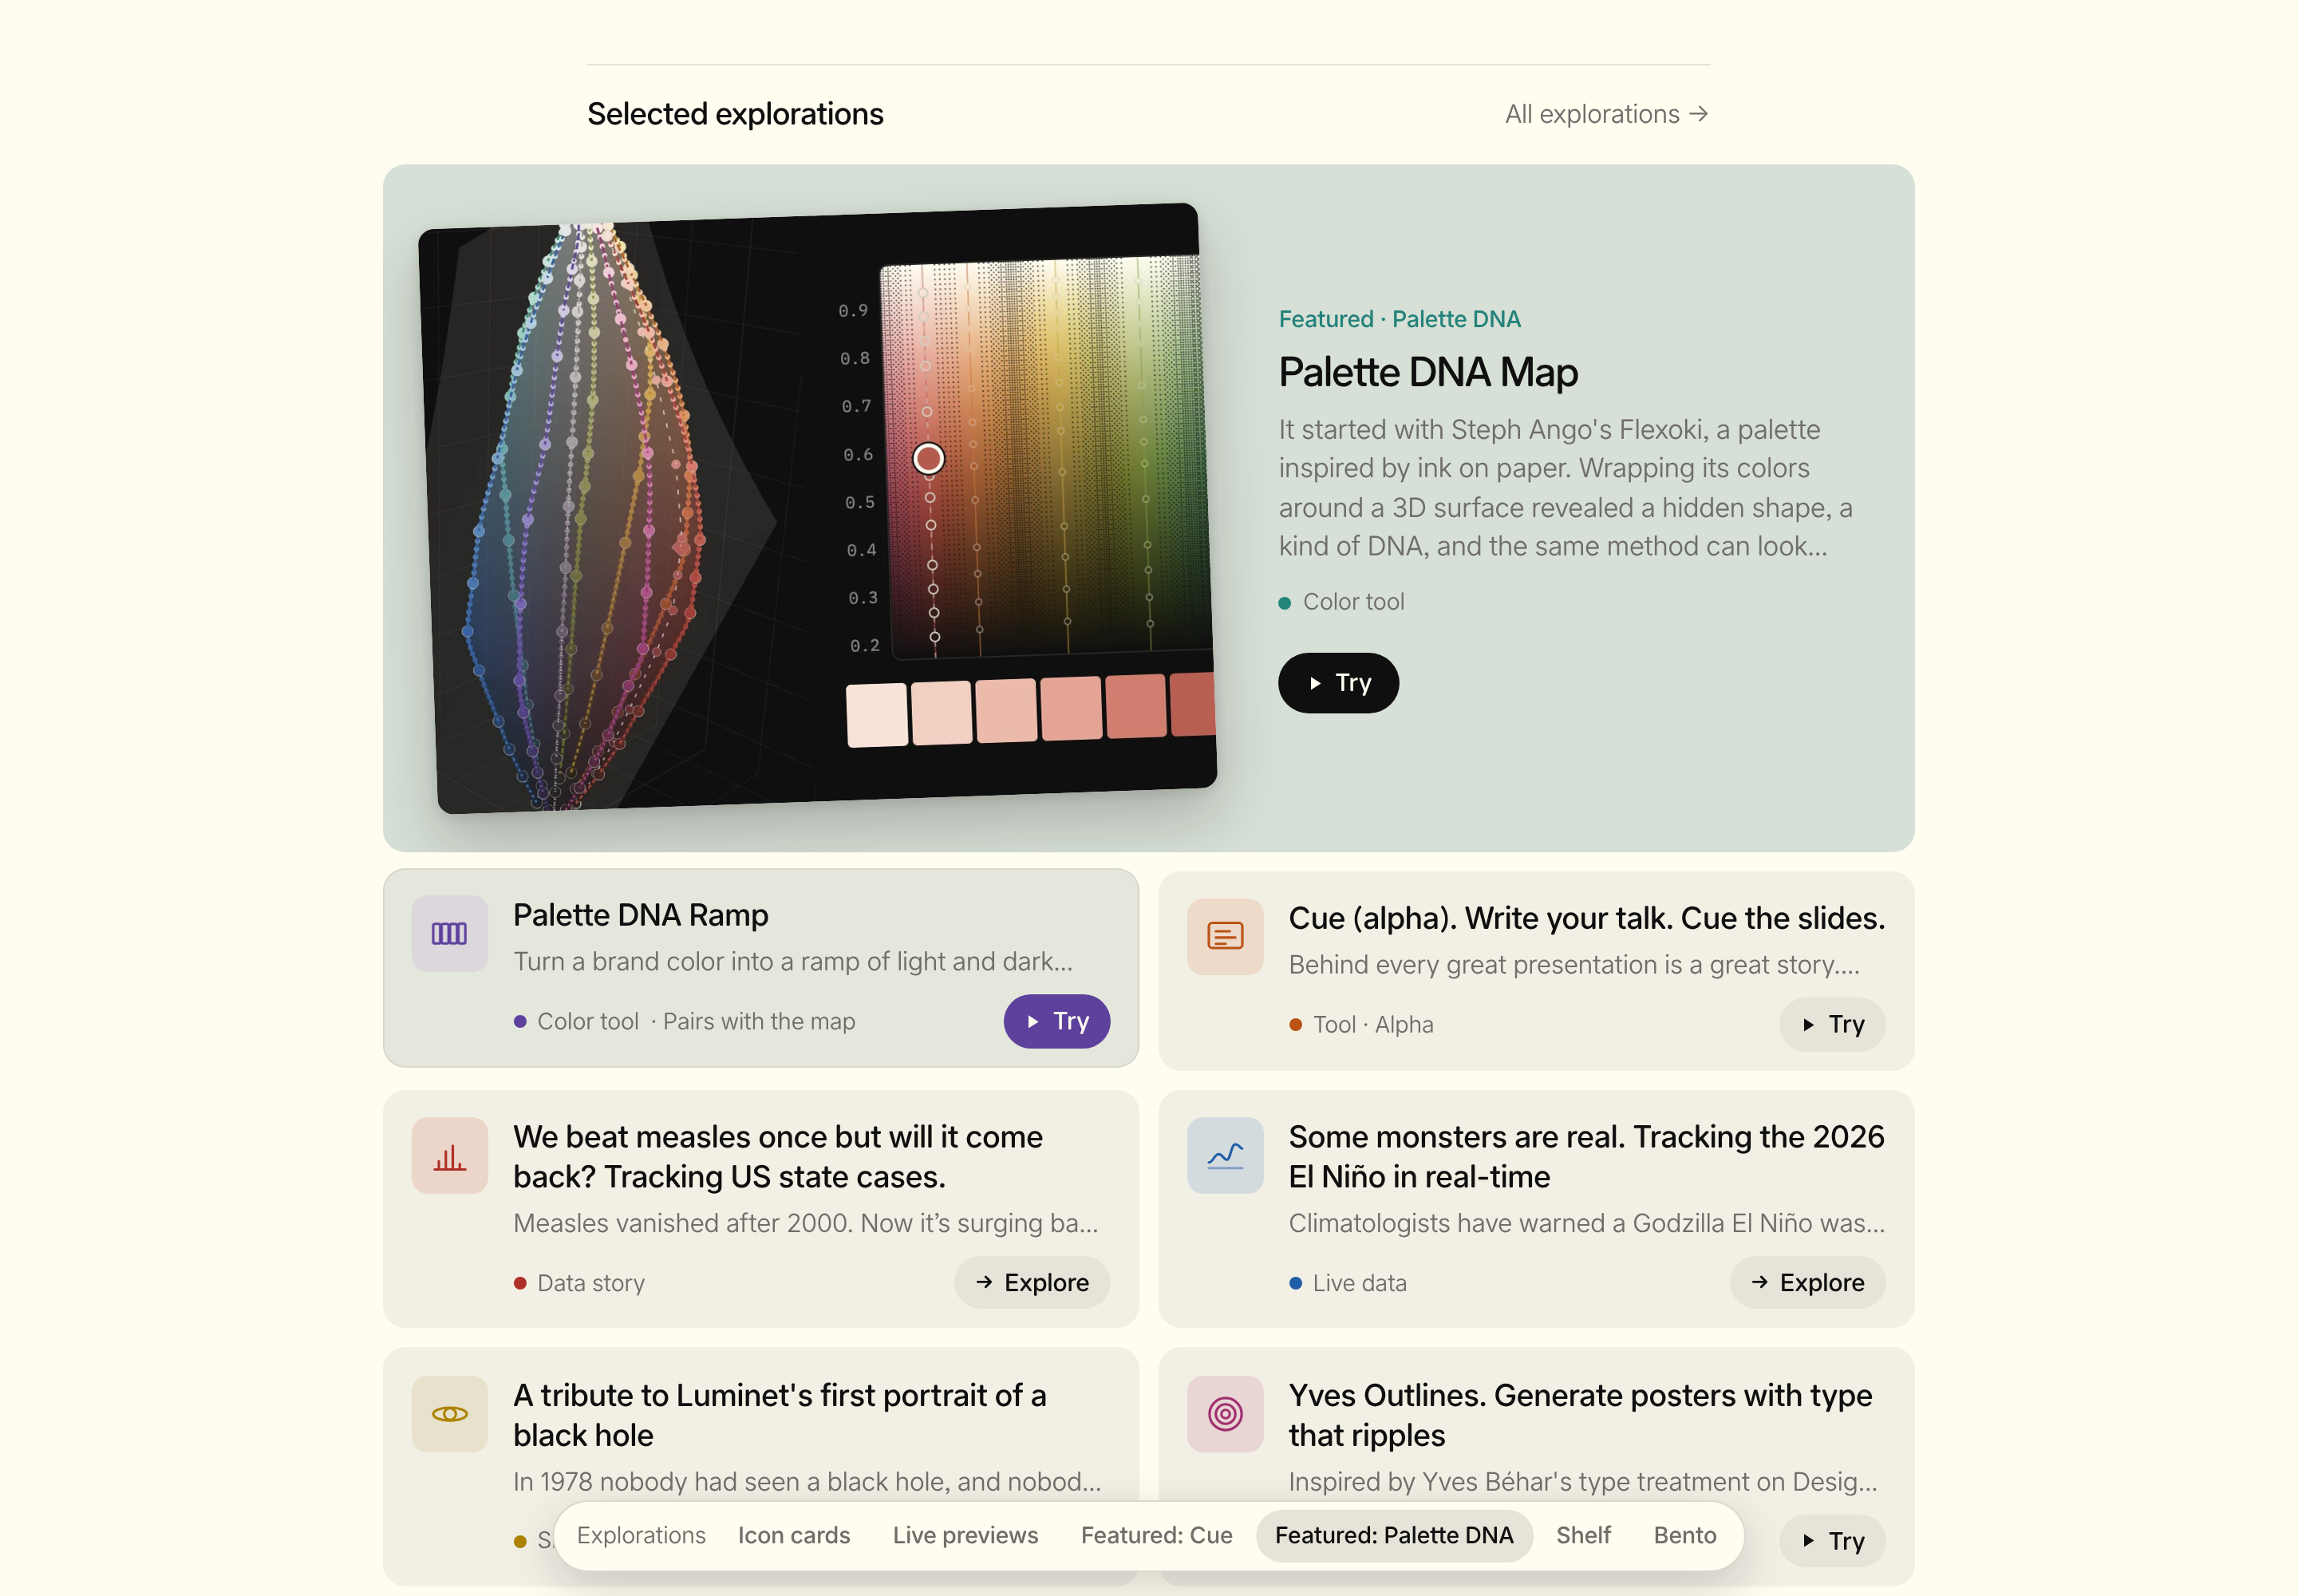 Selected explorations
All explorations →
0.9
0.8
0.7
0.6
0.5
0.4
0.3
0.2
Featured · Palette DNA
Palette DNA Map
It started with Steph Ango's Flexoki, a palette
inspired by ink on paper. Wrapping its colors
around a 3D surface revealed a hidden shape, a
kind of DNA, and the same method can look...
Color tool
Try
Palette DNA Ramp
Turn a brand color into a ramp of light and dark...
Color tool · Pairs with the map
Try
Cue (alpha). Write your talk. Cue the slides.
Behind every great presentation is a great story....
Tool · Alpha
Try
We beat measles once but will it come
back? Tracking US state cases.
Measles vanished after 2000. Now it’s surging ba...
Data story
→ Explore
Some monsters are real. Tracking the 2026
El Niño in real-time
Climatologists have warned a Godzilla El Niño was...
Live data
→ Explore
A tribute to Luminet's first portrait of a
black hole
In 1978 nobody had seen a black hole, and nobod...
Yves Outlines. Generate posters with type
that ripples
Inspired by Yves Béhar's type treatment on Desig...
Try
Explorations
Icon cards
Live previews
Featured: Cue
Featured: Palette DNA
Shelf
Bento